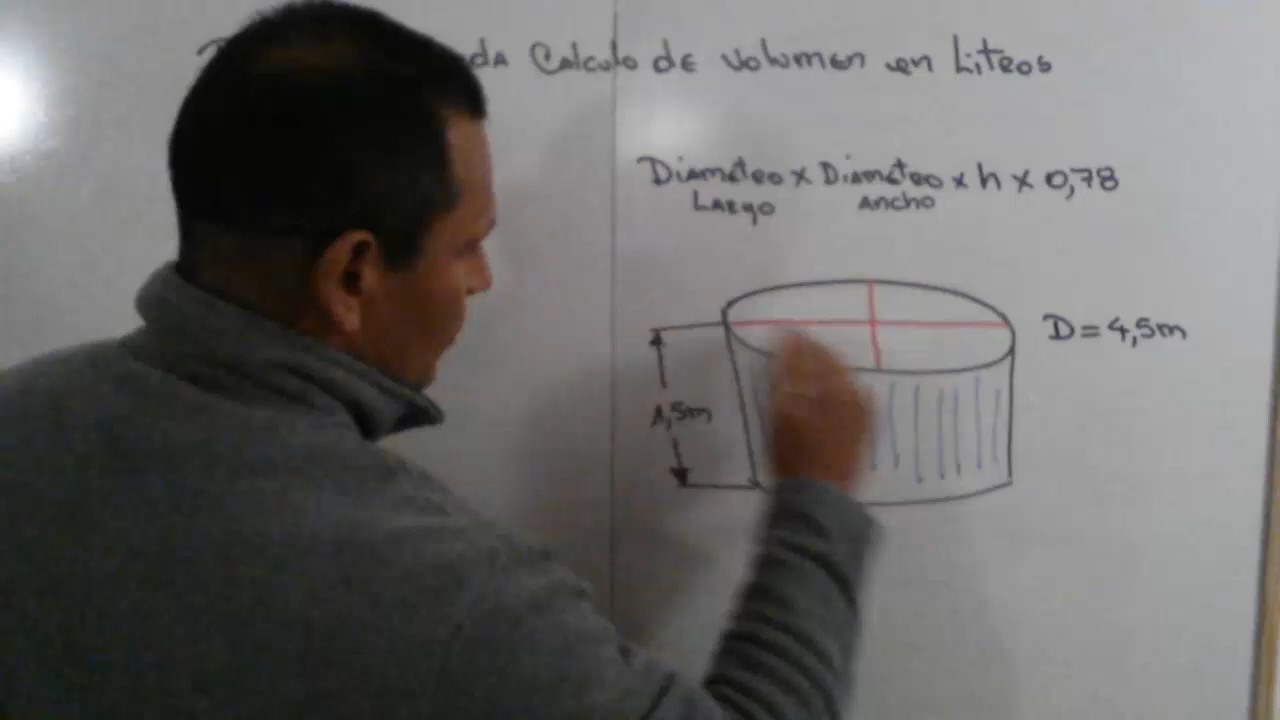 Calculo de Volumen en Litros
Diametro x Diametro x h x 0,78
Largo Ancho
D = 4,5m
1,5m